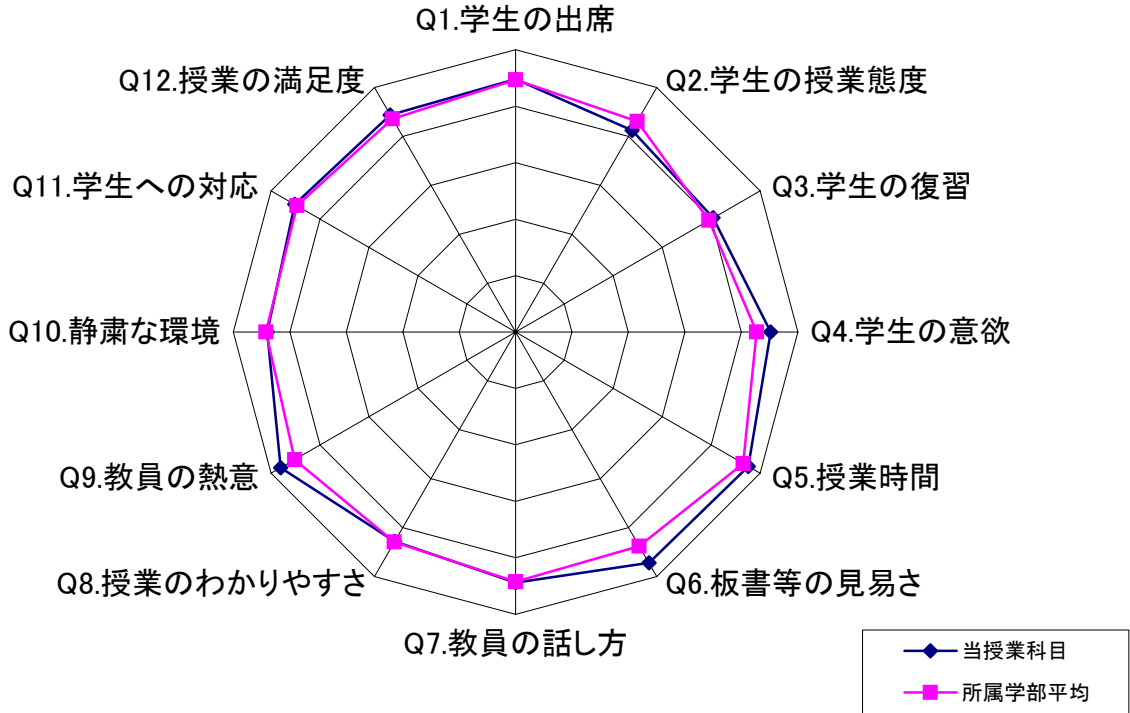 Q1.学生の出席
Q2.学生の授業態度
Q3.学生の復習
Q4.学生の意欲
Q5.授業時間
Q6.板書等の見易さ
Q7.教員の話し方
Q8.授業のわかりやすさ
Q9.教員の熱意
Q10.静粛な環境
Q11.学生への対応
Q12.授業の満足度
当授業科目
所属学部平均